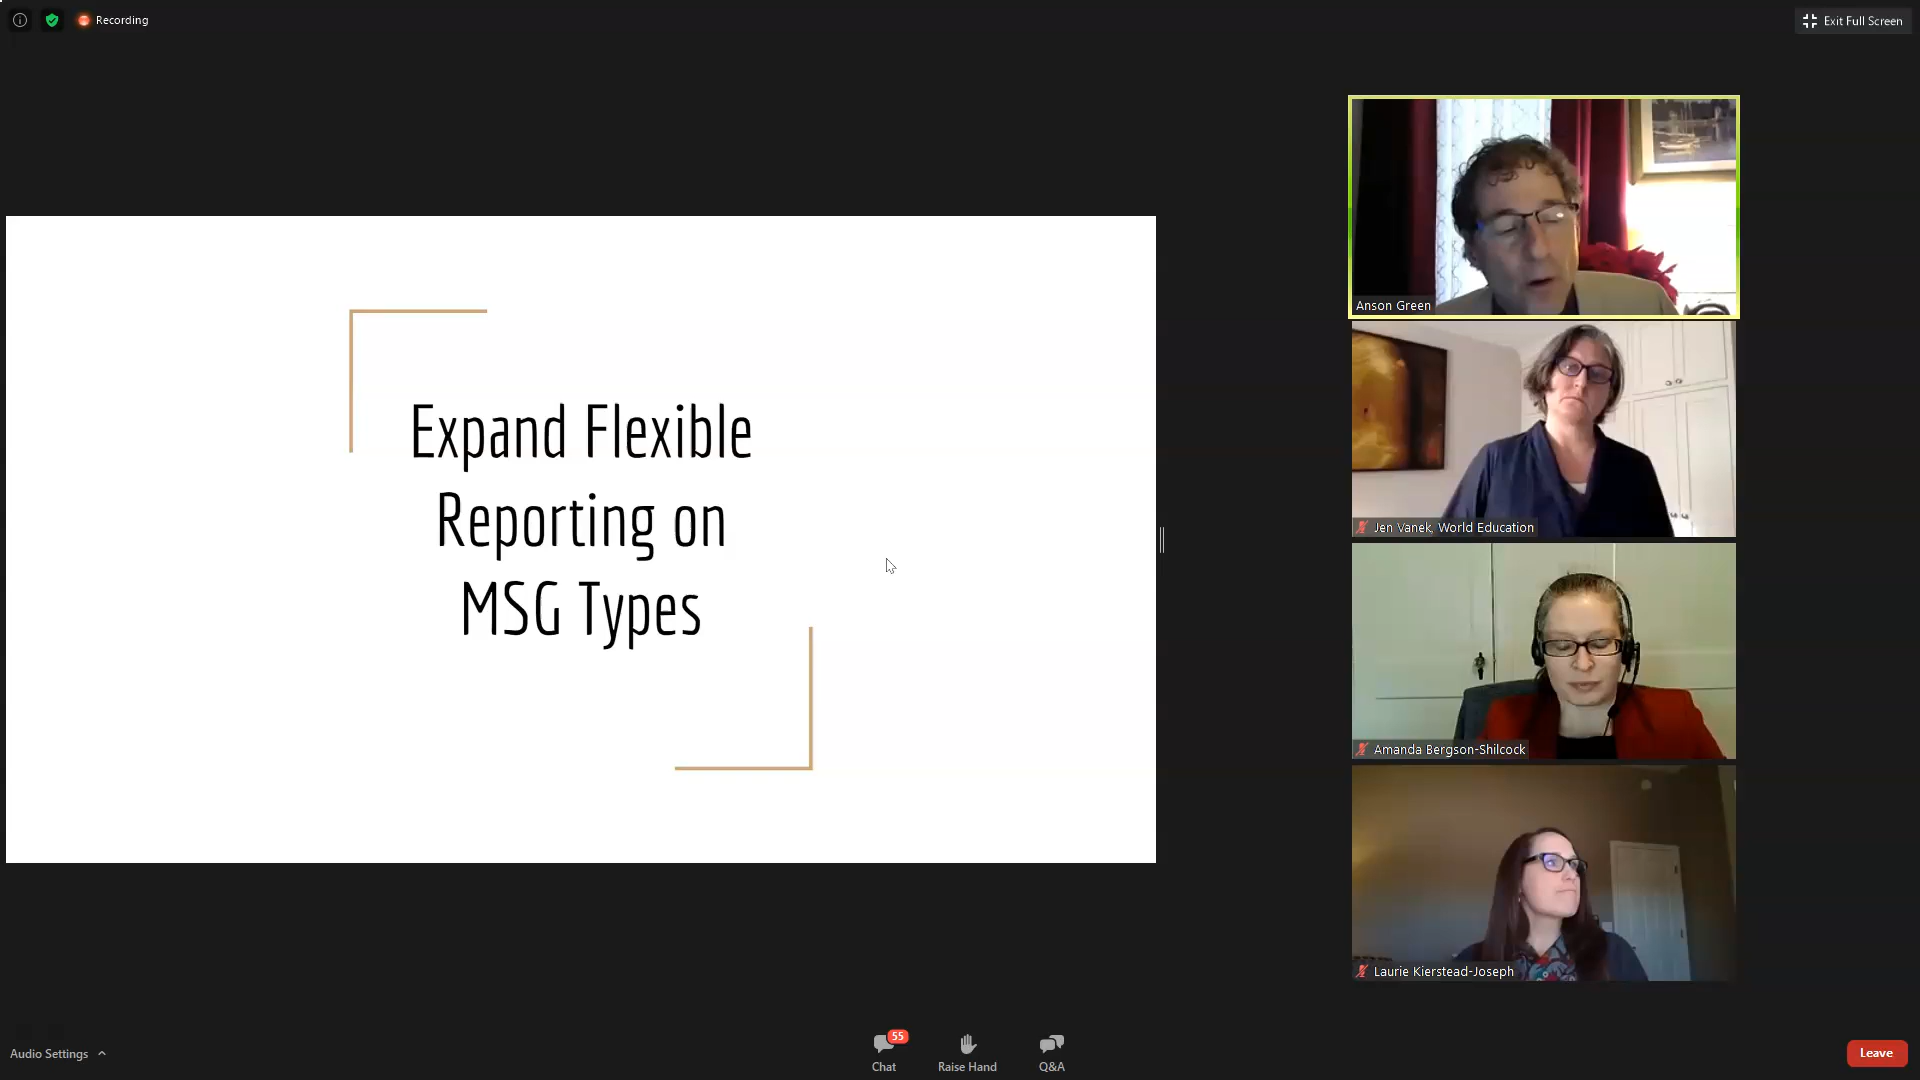 Recording
Exit Full Screen
Expand Flexible
Reporting on
MSG Types
Anson Green
Jen Vanek, World Education
Amanda Bergson-Shilcock
Laurie Kierstead-Joseph
Audio Settings
55
Chat
Raise Hand
Q&A
Leave